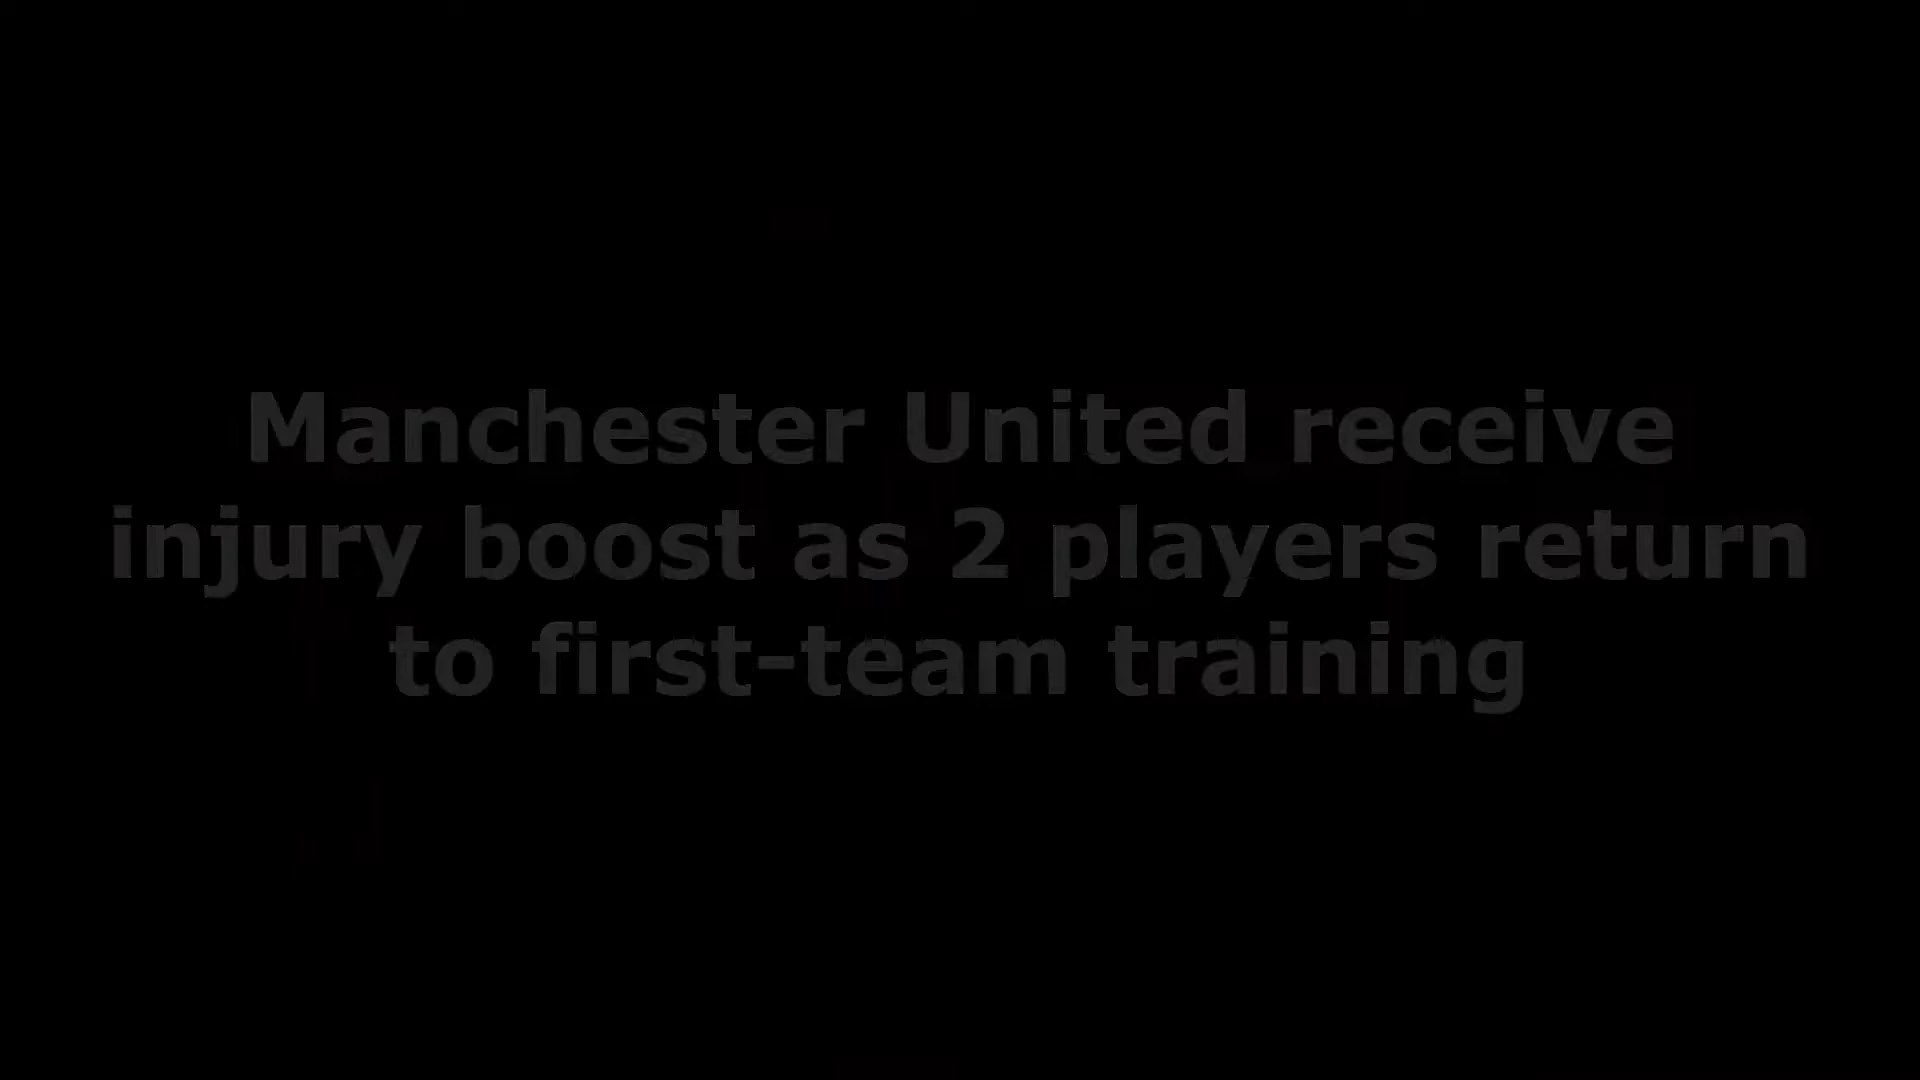 Manchester United receive
injury boost as 2 players return
to first-team training